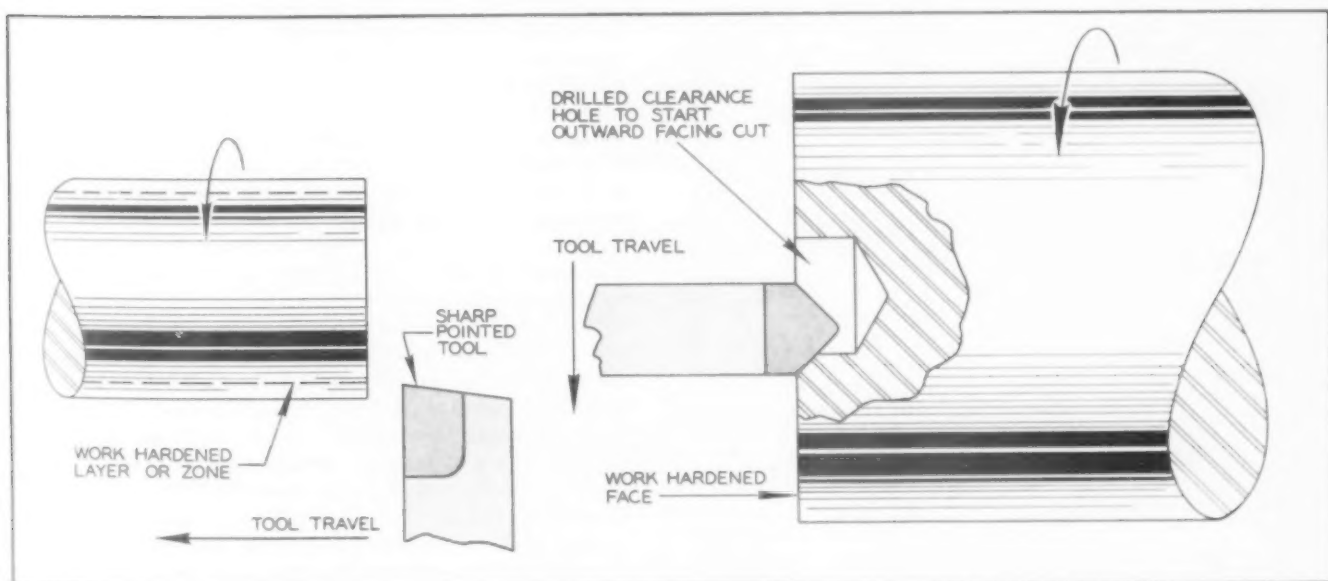 DRILLED CLEARANCE
HOLE TO START
OUTWARD FACING CUT
TOOL TRAVEL
SHARP
POINTED
TOOL
WORK HARDENED
LAYER OR ZONE
TOOL TRAVEL
WORK HARDENED
FACE